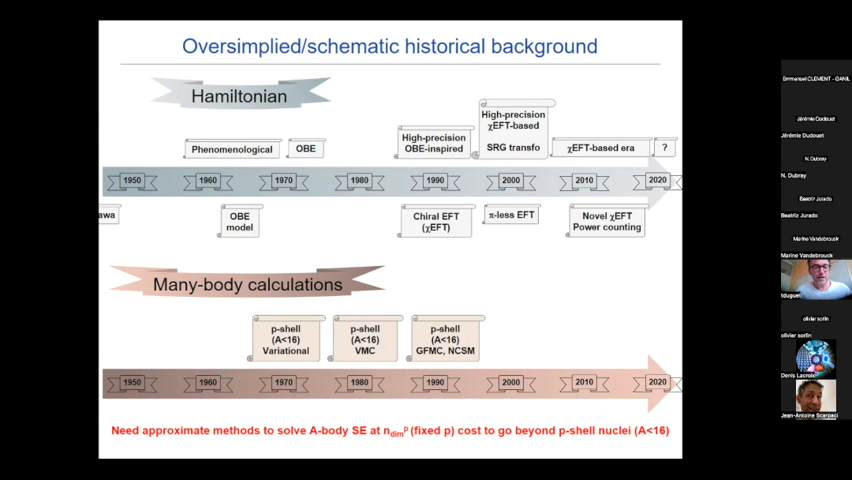 Oversimplied/schematic historical background
Hamiltonian
High-precision
χEFT-based
SRG transfo
High-precision
OBE-inspired
Phenomenological
OBE
χEFT-based era
?
1950
1960
1970
1980
1990
2000
2010
2020
awa
OBE
model
Chiral EFT
(χEFT)
π-less EFT
Novel χEFT
Power counting
Many-body calculations
p-shell
(A<16)
Variational
p-shell
(A<16)
VMC
p-shell
(A<16)
GFMC, NCSM
1950
1960
1970
1980
1990
2000
2010
2020
Need approximate methods to solve A-body SE at n_dim^p (fixed p) cost to go beyond p-shell nuclei (A<16)
Emmanuel CLEMENT - GANIL
Jérémie Dudouet
Jérémie Dudouet
N. Dubray
N. Dubray
Beatriz Jurado
Beatriz Jurado
Marine Vandebrouck
Marine Vandebrouck
tduguet
olivier sorlin
olivier sorlin
Denis Lacroix
Jean-Antoine Scarpaci